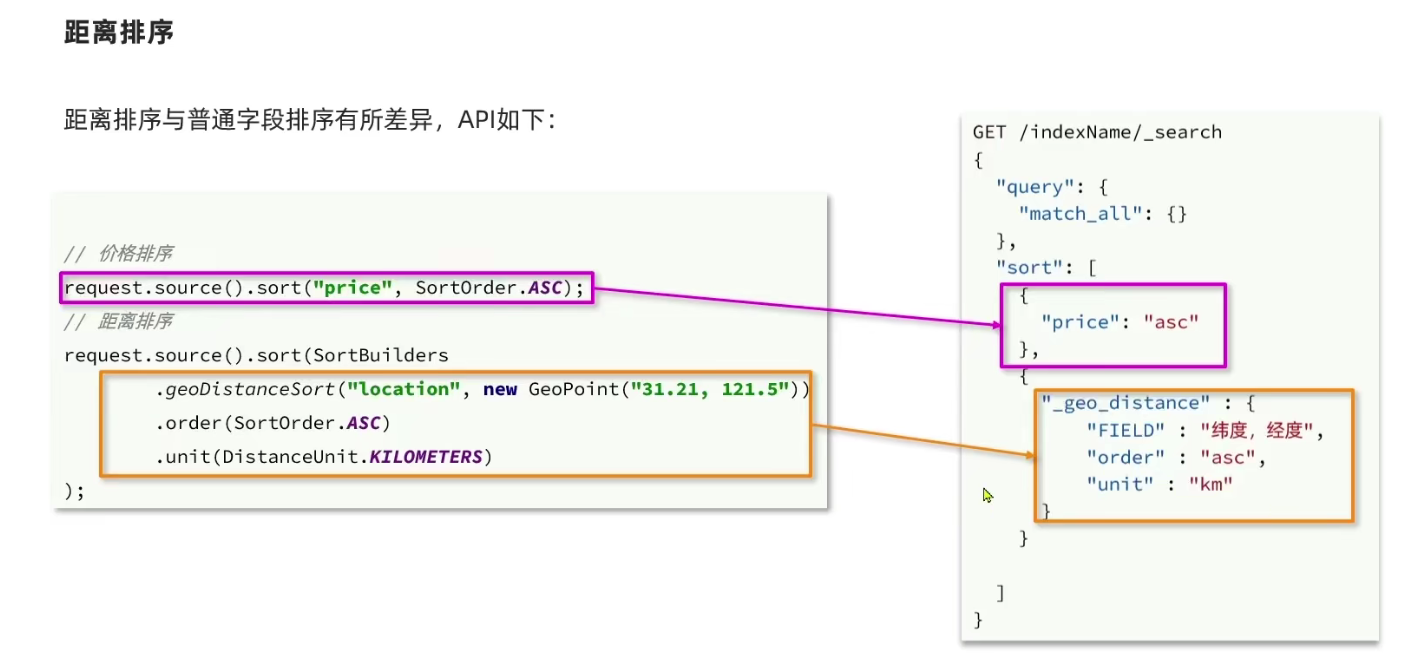 距离排序
距离排序与普通字段排序有所差异，API如下：
// 价格排序
request.source().sort("price", SortOrder.ASC);
// 距离排序
request.source().sort(SortBuilders
.geoDistanceSort("location", new GeoPoint("31.21, 121.5"))
.order(SortOrder.ASC)
.unit(DistanceUnit.KILOMETERS)
);
GET /indexName/_search
{
"query": {
"match_all": {}
},
"sort": [
{
"price": "asc"
},
{
"_geo_distance" : {
"FIELD" : "纬度，经度",
"order" : "asc",
"unit" : "km"
}
}
]
}